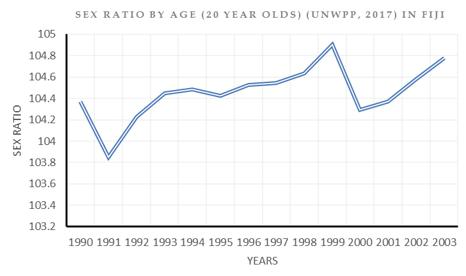 SEX RATIO BY AGE (20 YEAR OLDS) (UNWPP, 2017) IN FIJI
105
104.8
104.6
104.4
104.2
104
103.8
103.6
103.4
103.2
SEX RATIO
1990 1991 1992 1993 1994 1995 1996 1997 1998 1999 2000 2001 2002 2003
YEARS